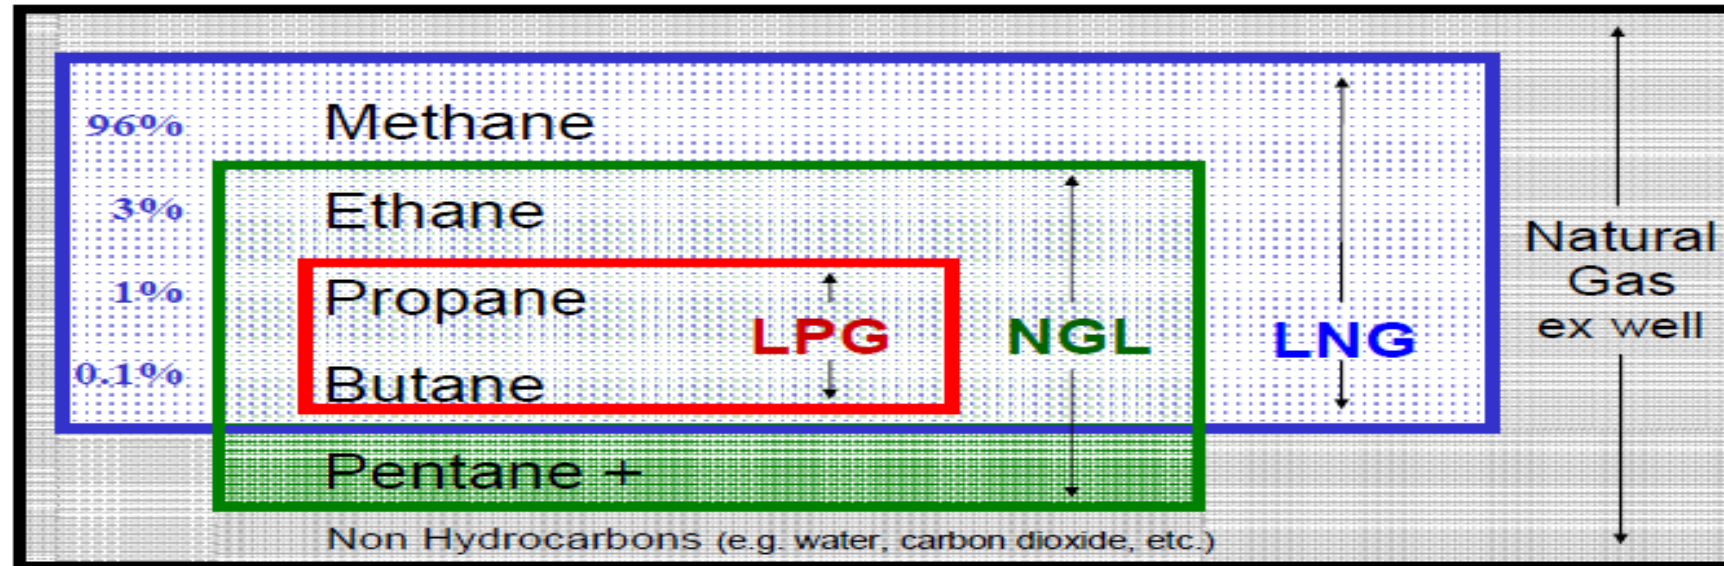 96% Methane
3% Ethane
1% Propane
0.1% Butane
LPG
NGL
LNG
Natural
Gas
ex well
Pentane +
Non Hydrocarbons (e.g. water, carbon dioxide, etc.)